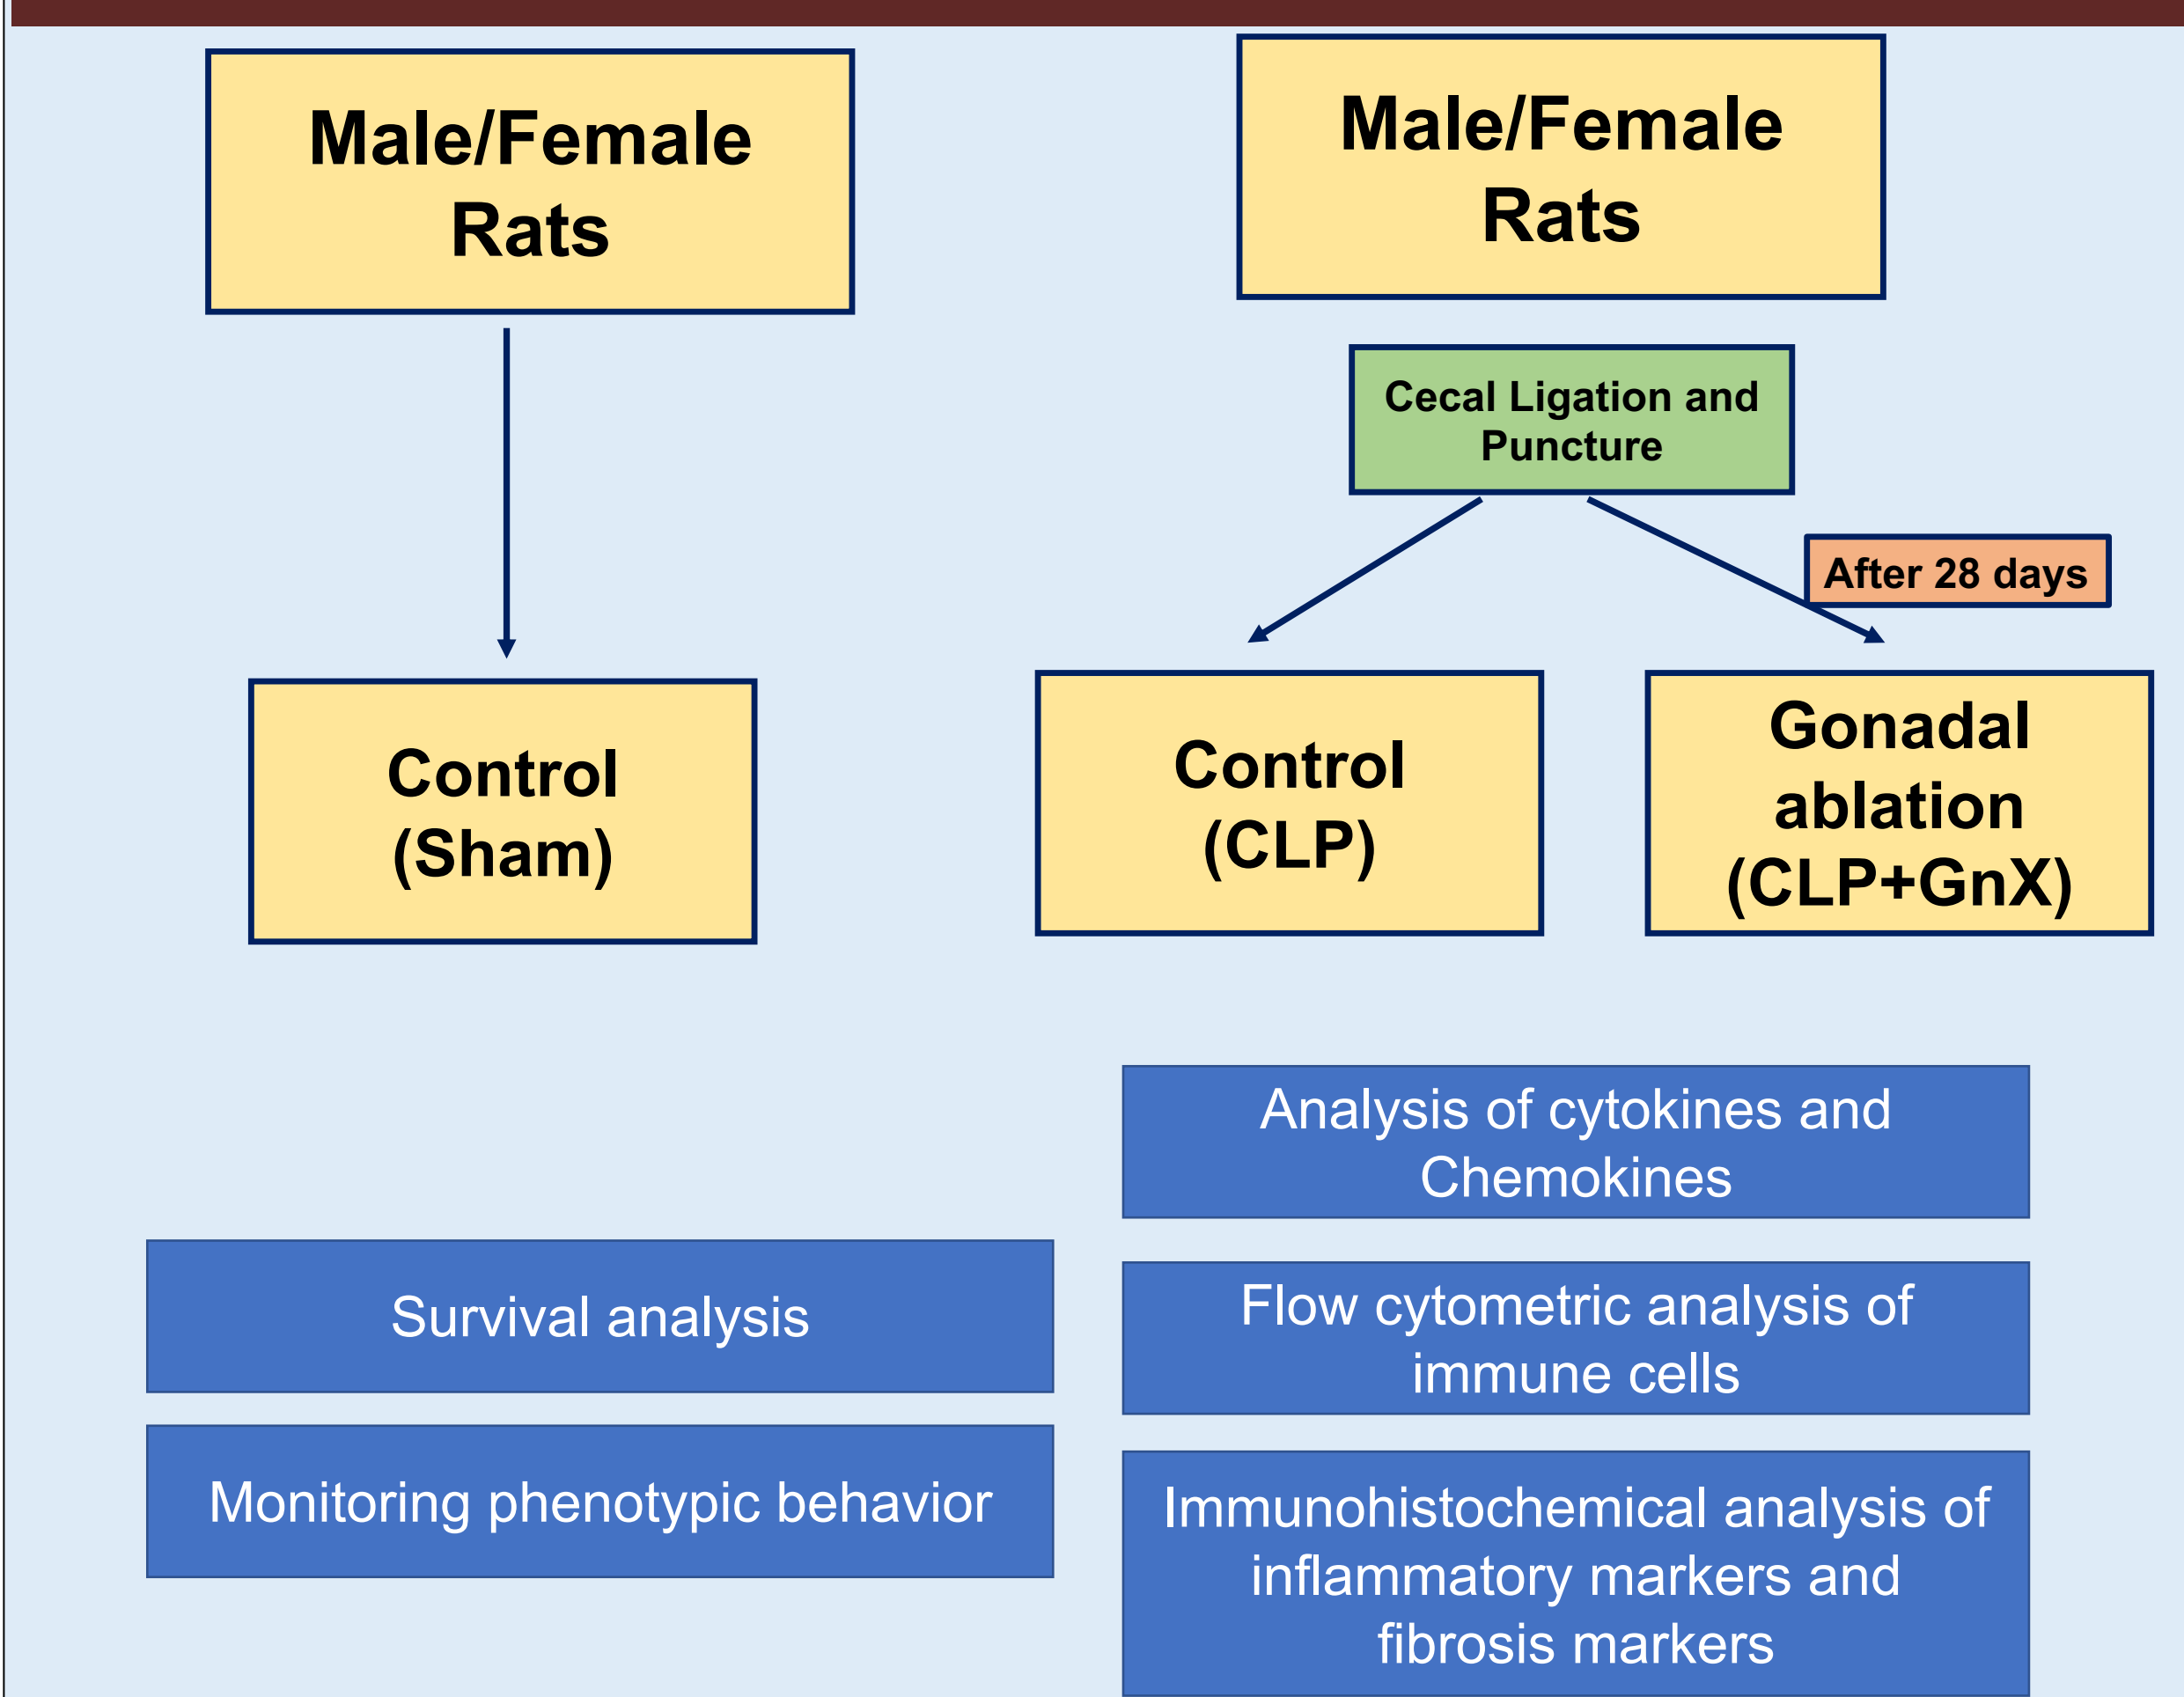 Male/Female
Rats
Male/Female
Rats
Cecal Ligation and
Puncture
After 28 days
Control
(Sham)
Control
(CLP)
Gonadal
ablation
(CLP+GnX)
Survival analysis
Monitoring phenotypic behavior
Analysis of cytokines and
Chemokines
Flow cytometric analysis of
immune cells
Immunohistochemical analysis of
inflammatory markers and
fibrosis markers